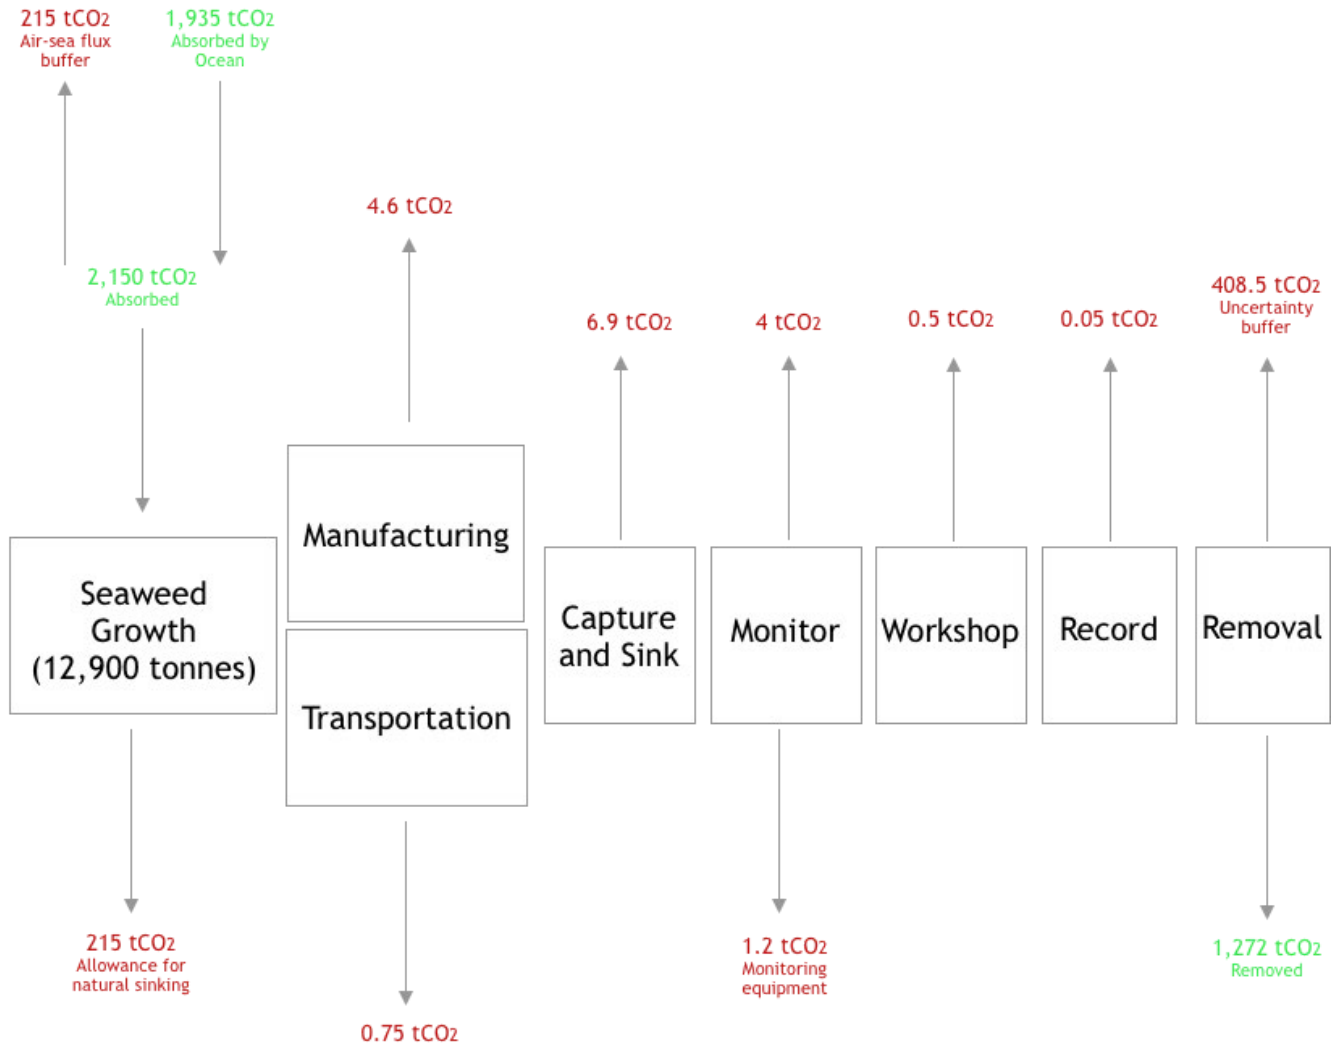 215 tCO2
Air-sea flux
buffer
1,935 tCO2
Absorbed by
Ocean
2,150 tCO2
Absorbed
4.6 tCO2
6.9 tCO2
4 tCO2
0.5 tCO2
0.05 tCO2
408.5 tCO2
Uncertainty
buffer
Seaweed
Growth
(12,900 tonnes)
Manufacturing
Transportation
Capture
and Sink
Monitor
Workshop
Record
Removal
215 tCO2
Allowance for
natural sinking
0.75 tCO2
1.2 tCO2
Monitoring
equipment
1,272 tCO2
Removed